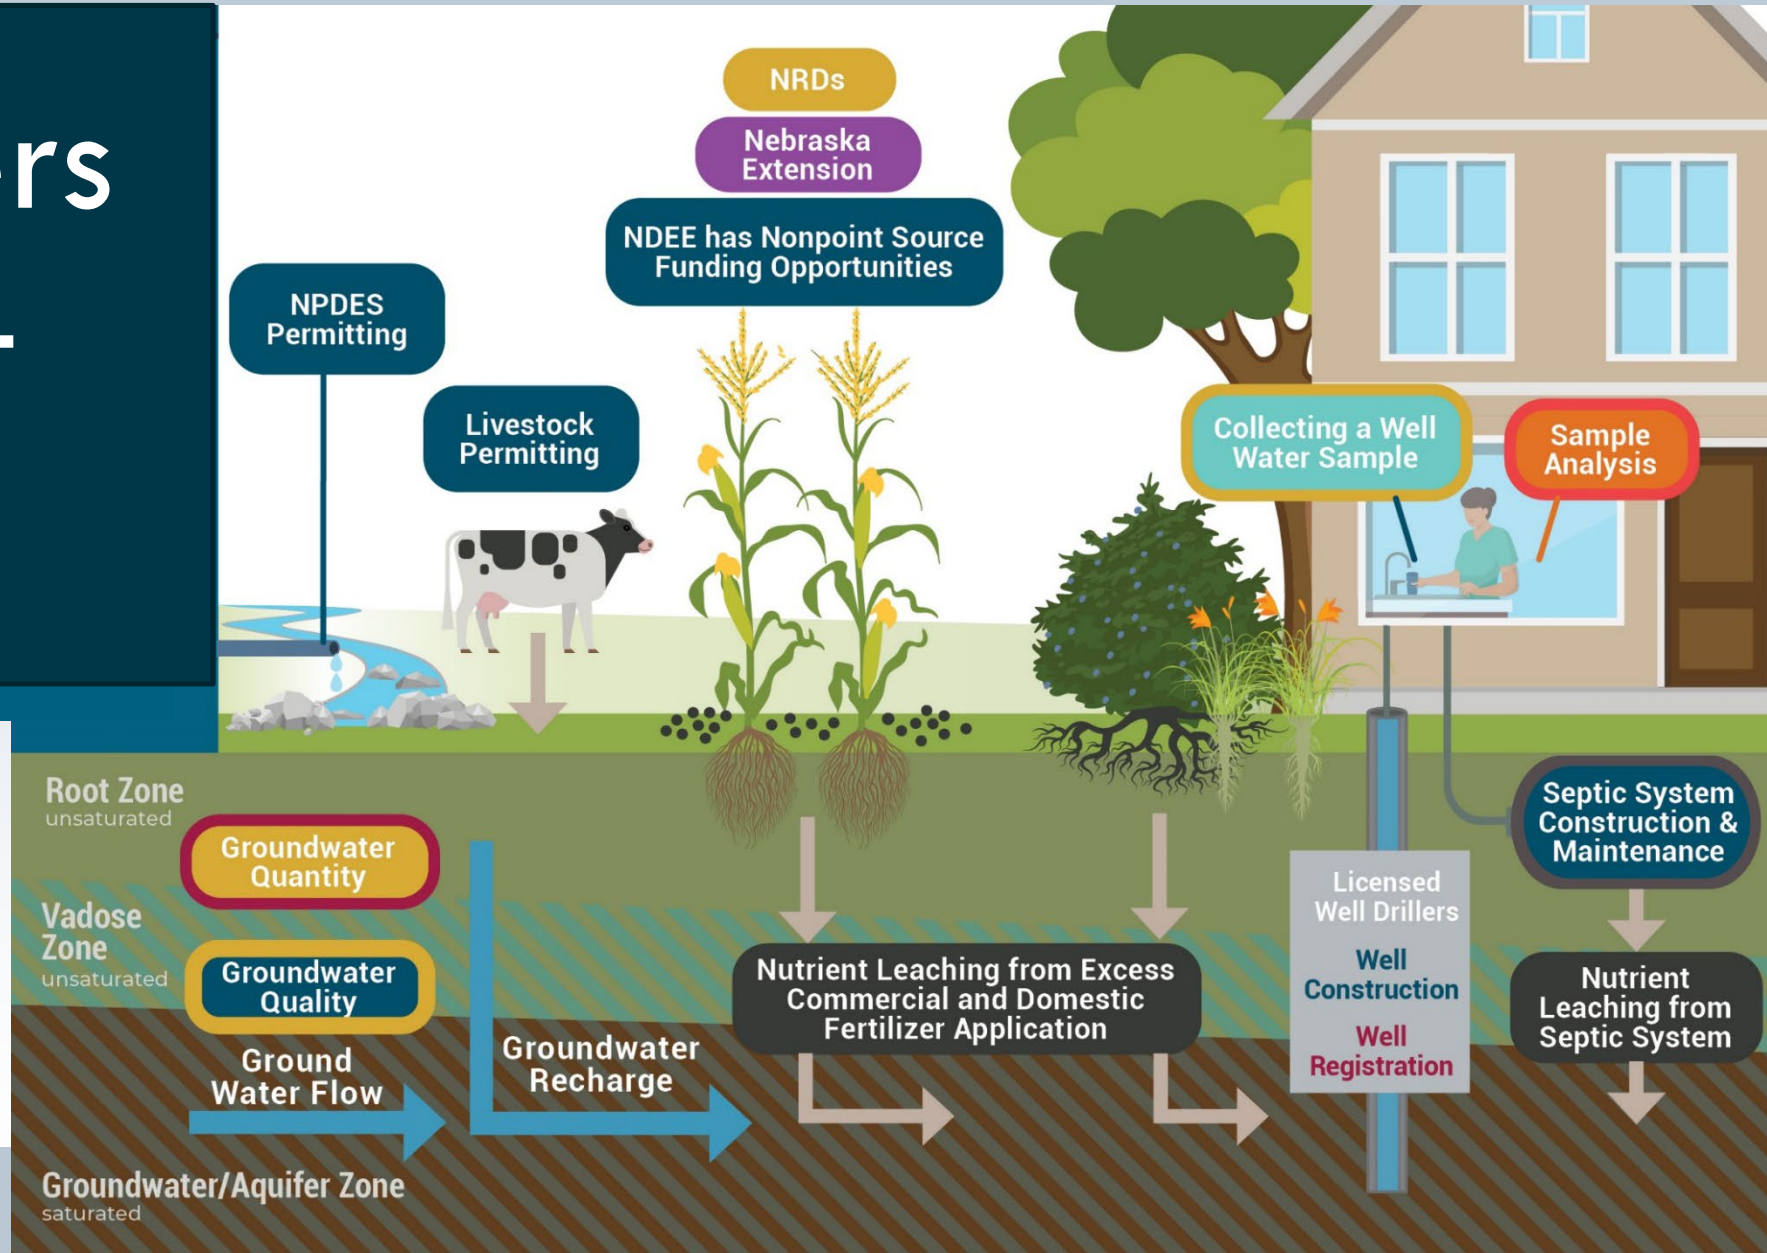 NRDs
Nebraska
Extension
NDEE has Nonpoint Source
Funding Opportunities
NPDES
Permitting
Livestock
Permitting
Collecting a Well
Water Sample
Sample
Analysis
Root Zone
unsaturated
Groundwater
Quantity
Vadose
Zone
unsaturated
Groundwater
Quality
Ground
Water Flow
Groundwater
Recharge
Nutrient Leaching from Excess
Commercial and Domestic
Fertilizer Application
Licensed
Well Drillers
Well
Construction
Well
Registration
Septic System
Construction &
Maintenance
Nutrient
Leaching from
Septic System
Groundwater/Aquifer Zone
saturated